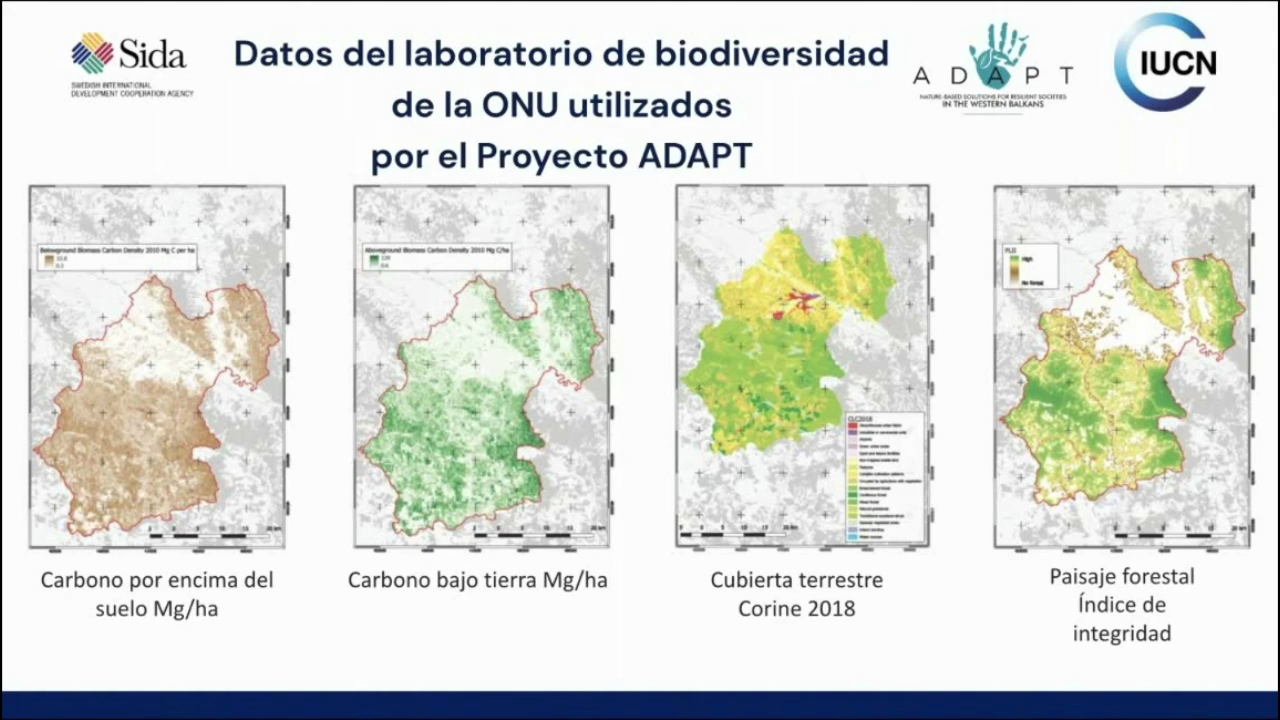 Sida
SWEDISH INTERNATIONAL
DEVELOPMENT COOPERATION AGENCY
Datos del laboratorio de biodiversidad
de la ONU utilizados
por el Proyecto ADAPT
ADAPT
NATURE-BASED SOLUTIONS FOR RESILIENT SOCIETIES
IN THE WESTERN BALKANS
IUCN
Belowground Biomass Carbon Density 2010 Mg C per ha
Aboveground Biomass Carbon Density 2010 Mg C/ha
High
No forest
CLC2018
Carbono por encima del
suelo Mg/ha
Carbono bajo tierra Mg/ha
Cubierta terrestre
Corine 2018
Paisaje forestal
Índice de
integridad